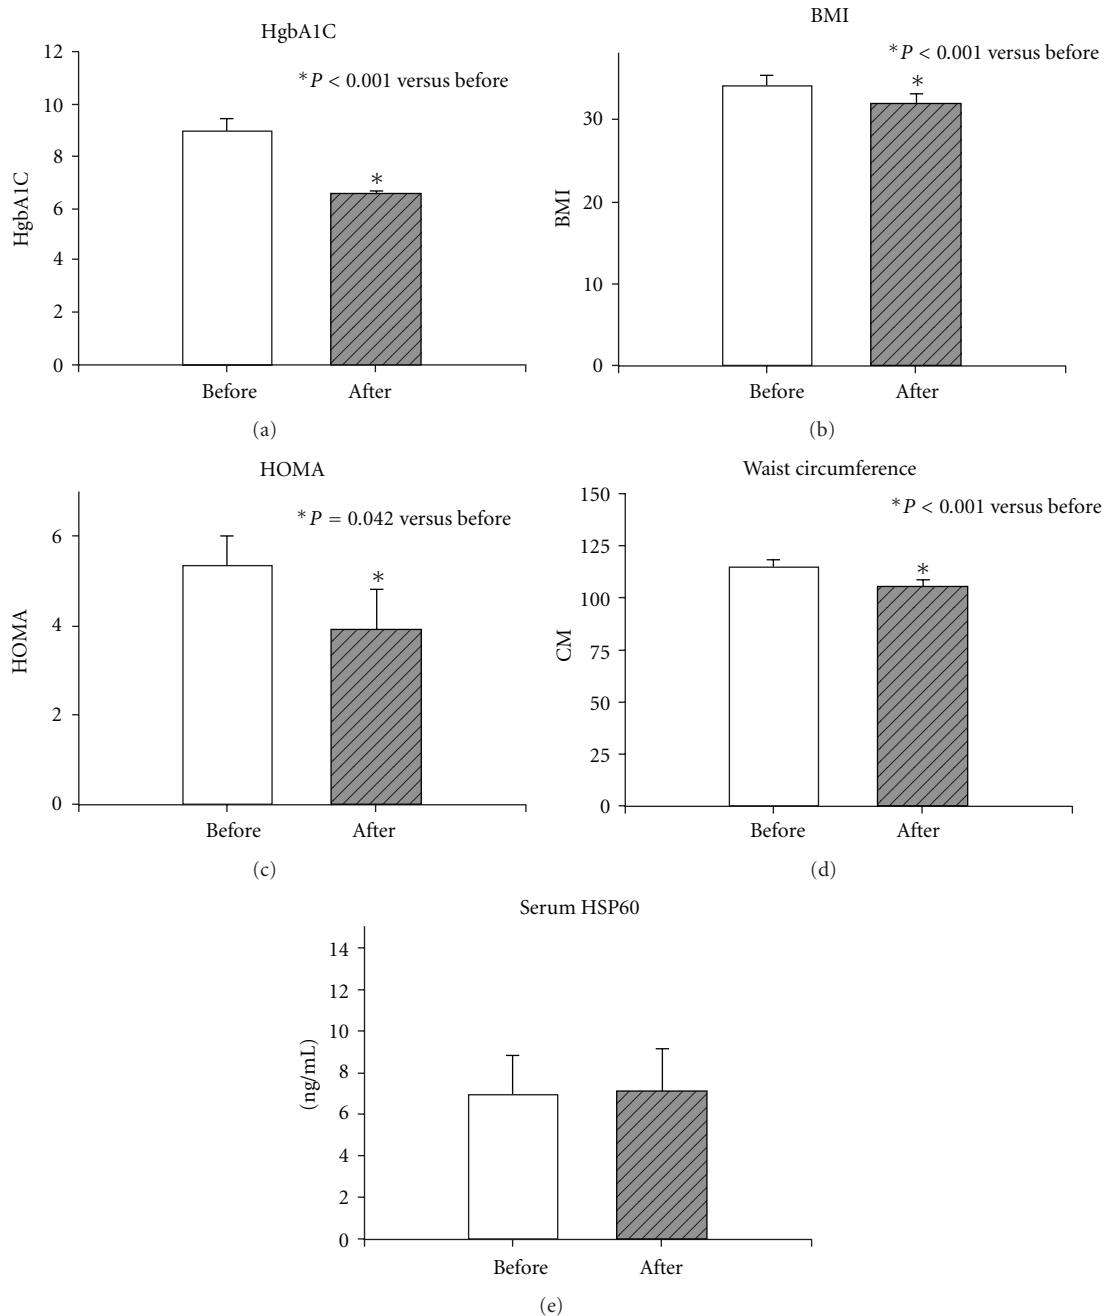 HgbA1C
*P < 0.001 versus before
12
10
8
6
4
2
0
HgbA1C
Before After
(a)
BMI
*P < 0.001 versus before
30
20
10
0
BMI
*
Before After
(b)
HOMA
*P = 0.042 versus before
6
4
2
0
HOMA
*
Before After
(c)
Waist circumference
*P < 0.001 versus before
150
125
100
75
50
25
0
CM
*
Before After
(d)
Serum HSP60
14
12
10
8
6
4
2
0
(ng/mL)
Before After
(e)